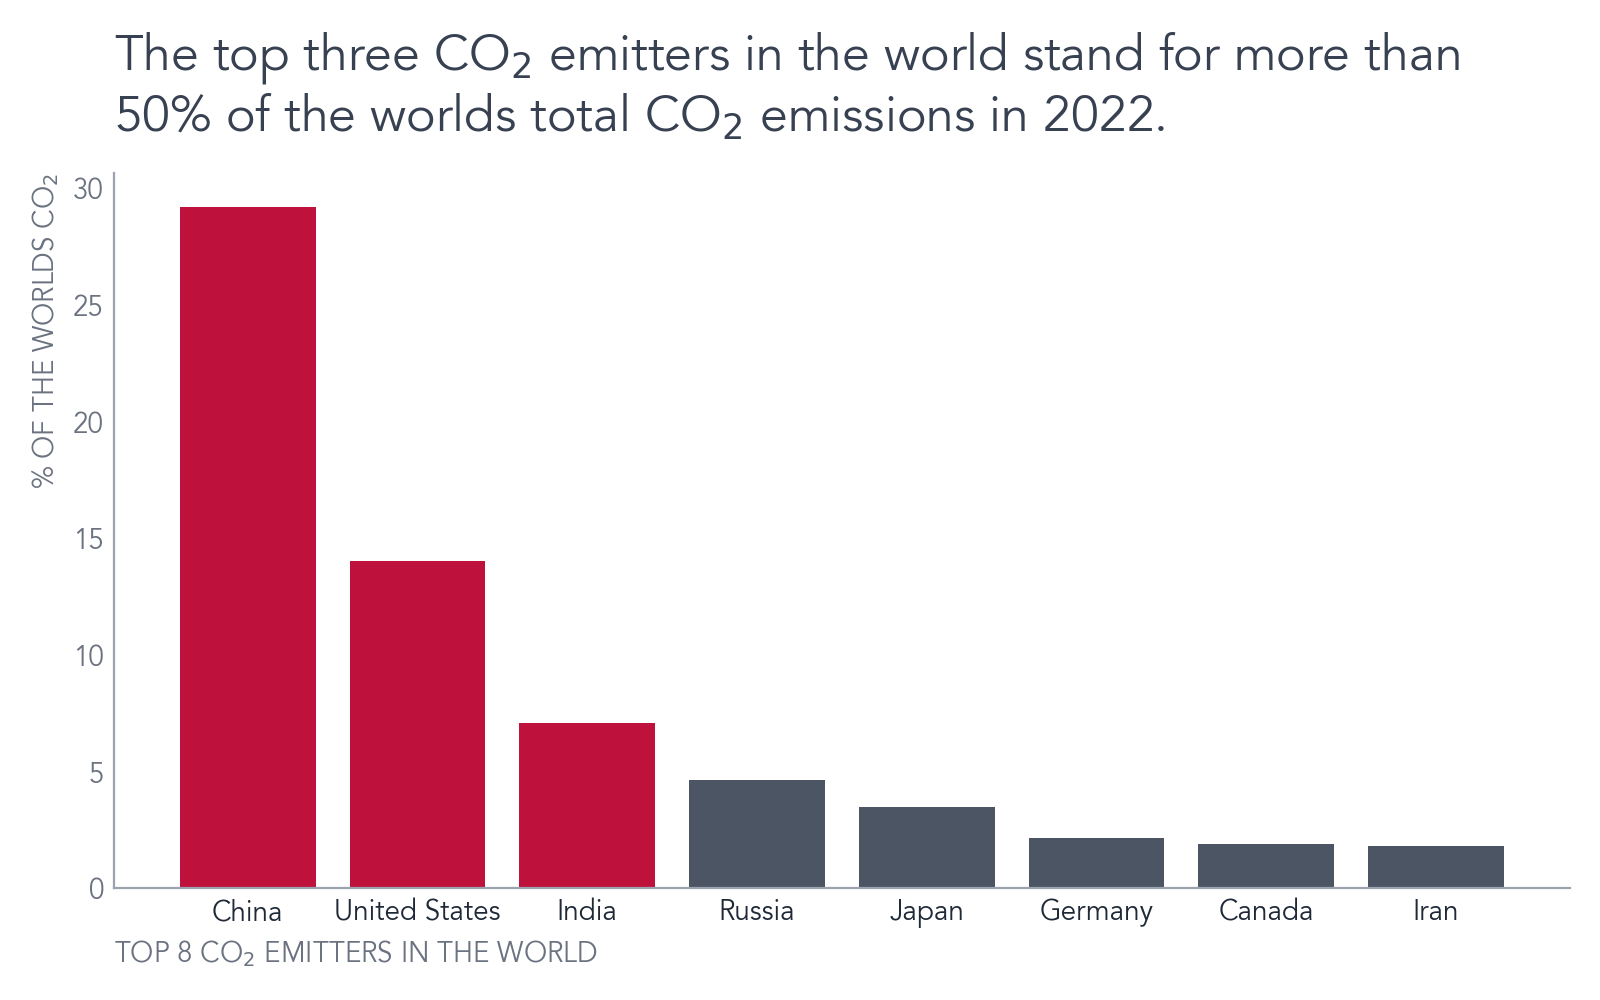 The top three CO₂ emitters in the world stand for more than
50% of the worlds total CO₂ emissions in 2022.
% OF THE WORLDS CO₂
30
25
20
15
10
5
0
China United States India Russia Japan Germany Canada Iran
TOP 8 CO₂ EMITTERS IN THE WORLD